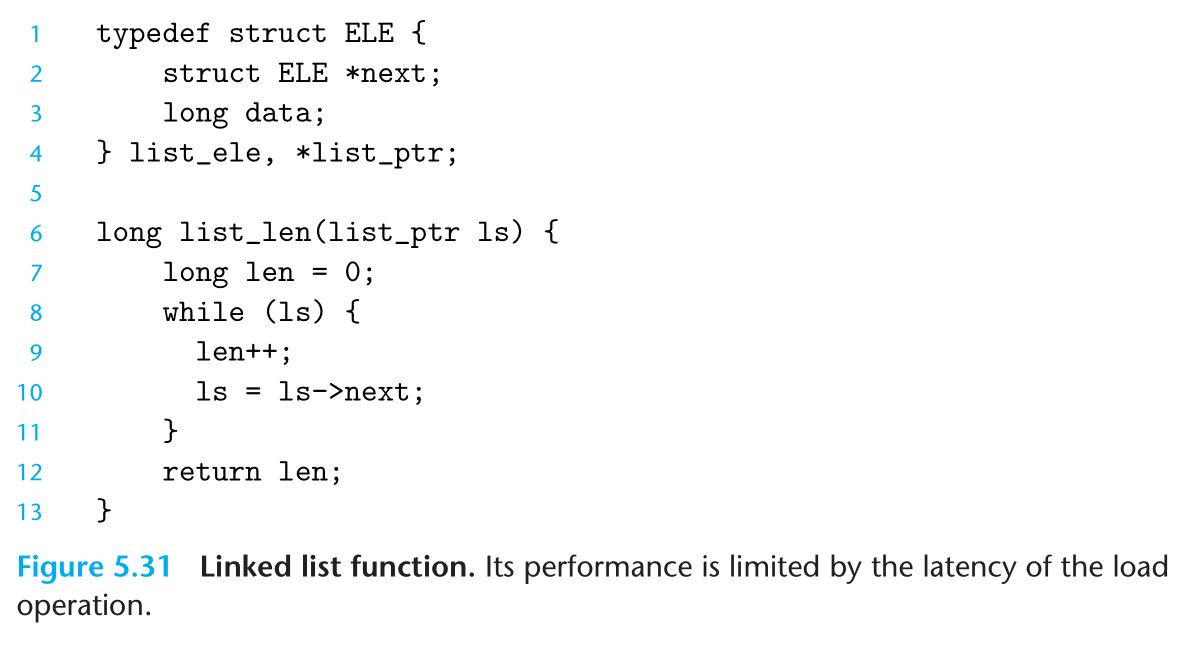 1 typedef struct ELE {
2 struct ELE *next;
3 long data;
4 } list_ele, *list_ptr;
5
6 long list_len(list_ptr ls) {
7 long len = 0;
8 while (ls) {
9 len++;
10 ls = ls->next;
11 }
12 return len;
13 }
Figure 5.31 Linked list function. Its performance is limited by the latency of the load
operation.